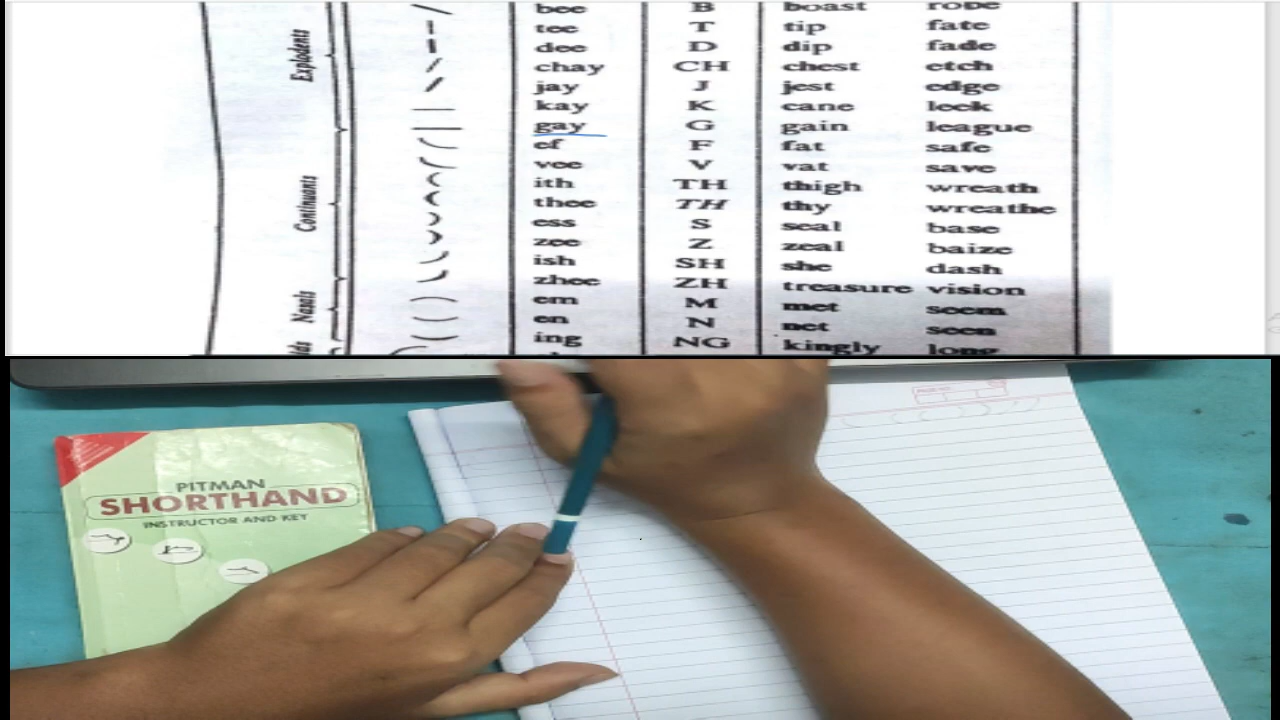 bee B boast robe
tee T tip fate
dee D dip fade
chay CH chest etch
jay J jest edge
kay K cane leek
gay G gain league
ef F fat safe
vee V vat save
ith TH thigh wreath
thee TH thy wreathe
ess S seal base
zee Z zeal baize
ish SH she dash
zhee ZH treasure vision
em M met seem
en N net seen
ing NG kingly long
Explodents
Continuants
Nasals
PITMAN
SHORTHAND
INSTRUCTOR AND KEY